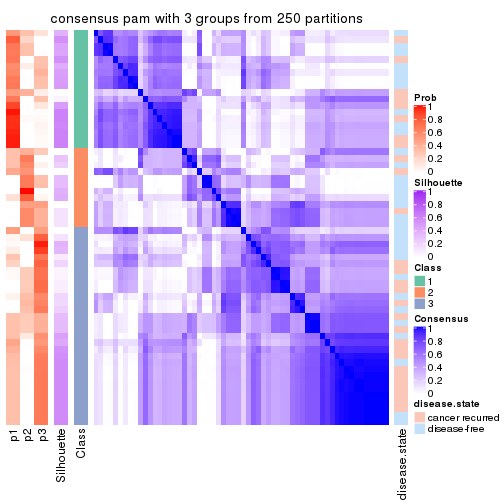 consensus pam with 3 groups from 250 partitions
Prob
1
0.8
0.6
0.4
0.2
0
Silhouette
1
0.8
0.6
0.4
0.2
0
Class
1
2
3
Consensus
1
0.8
0.6
0.4
0.2
0
disease.state
cancer recurred
disease-free
p1
p2
p3
Silhouette
Class
disease.state